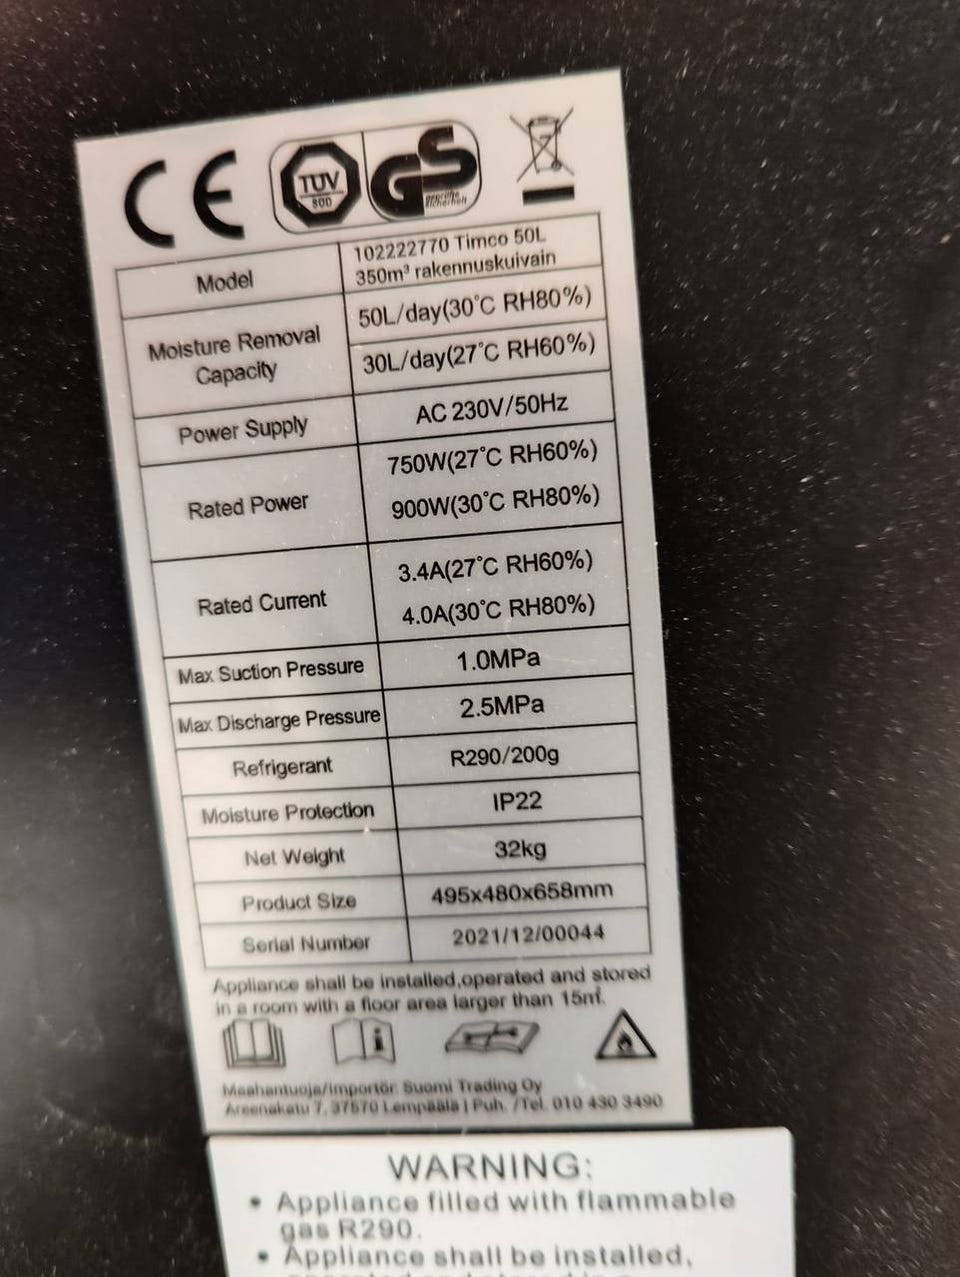 CE
TUV
SUD
GS
geprüfte
Sicherheit
Model
102222770 Timco 50L
350m³ rakennuskuivain
Moisture Removal
Capacity
50L/day(30°C RH80%)
30L/day(27°C RH60%)
Power Supply
AC 230V/50Hz
Rated Power
750W(27°C RH60%)
900W(30°C RH80%)
Rated Current
3.4A(27°C RH60%)
4.0A(30°C RH80%)
Max Suction Pressure
1.0MPa
Max Discharge Pressure
2.5MPa
Refrigerant
R290/200g
Moisture Protection
IP22
Net Weight
32kg
Product Size
495x480x658mm
Serial Number
2021/12/00044
Appliance shall be installed,operated and stored
in a room with a floor area larger than 15㎡.
Maahantuoja/Importör: Suomi Trading Oy
Areenakatu 7, 37570 Lempäälä | Puh. /Tel. 010 430 3490
WARNING:
• Appliance filled with flammable
gas R290.
• Appliance shall be installed,